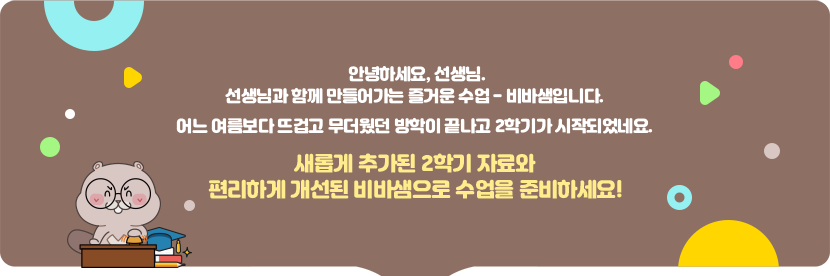 안녕하세요, 선생님.
선생님과 함께 만들어가는 즐거운 수업 - 비바샘입니다.
어느 여름보다 뜨겁고 무더웠던 방학이 끝나고 2학기가 시작되었네요.
새롭게 추가된 2학기 자료와
편리하게 개선된 비바샘으로 수업을 준비하세요!